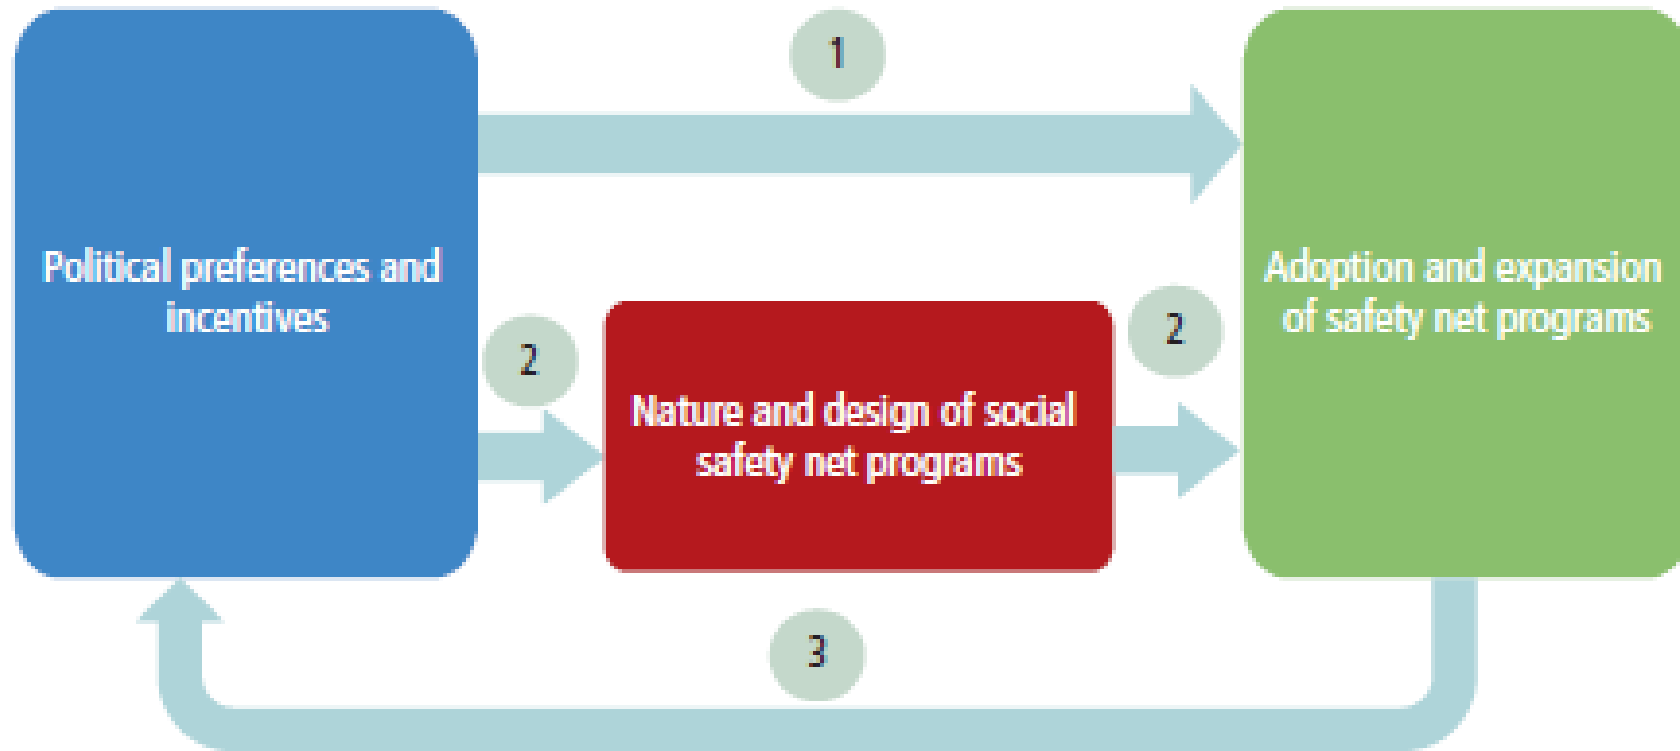 1
Political preferences and
incentives
Adoption and expansion
of safety net programs
2
2
Nature and design of social
safety net programs
3